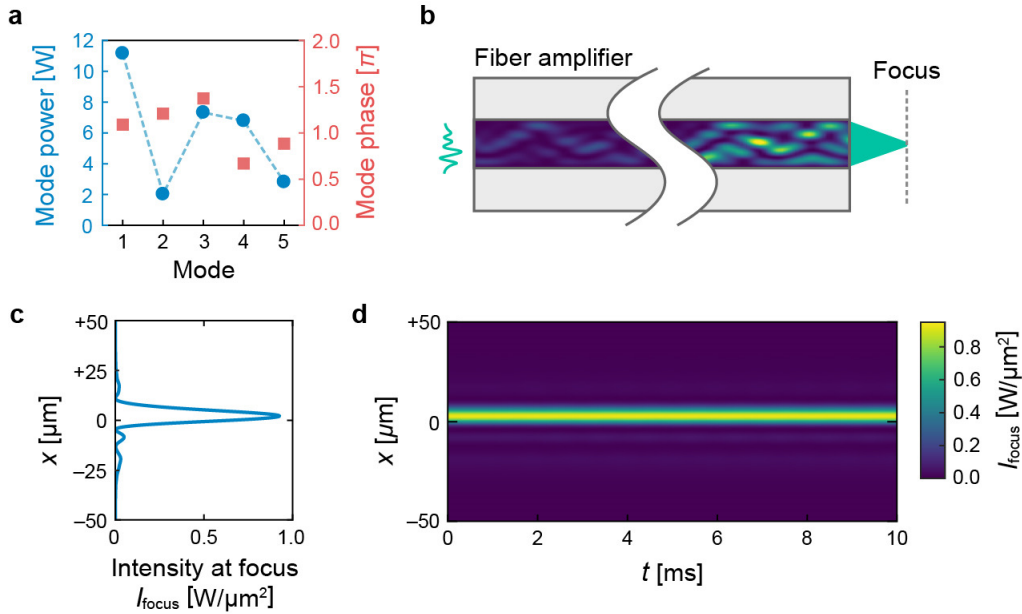 a
12
10
8
6
4
2
0
Mode power [W]
2.0
1.5
1.0
0.5
0.0
Mode phase [π]
1 2 3 4 5
Mode
b
Fiber amplifier
Focus
c
+50
+25
0
–25
–50
x [μm]
0 0.5 1.0
Intensity at focus
Ifocus [W/μm²]
d
+50
0
–50
x [μm]
0 2 4 6 8 10
t [ms]
0.8
0.6
0.4
0.2
0.0
Ifocus [W/μm²]